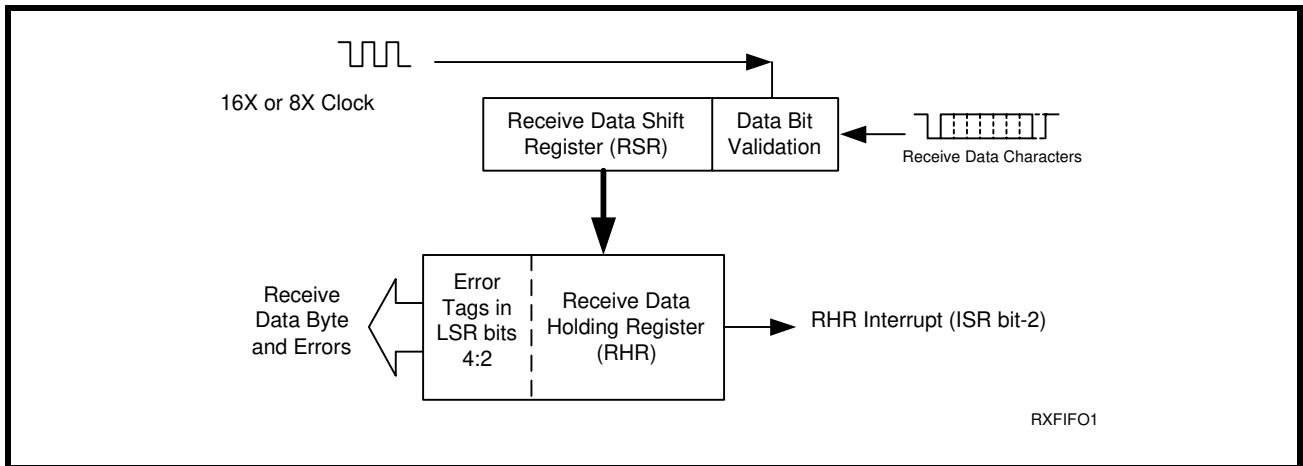 16X or 8X Clock
Receive Data Shift
Register (RSR)
Data Bit
Validation
Receive Data Characters
Receive
Data Byte
and Errors
Error
Tags in
LSR bits
4:2
Receive Data
Holding Register
(RHR)
RHR Interrupt (ISR bit-2)
RXFIFO1